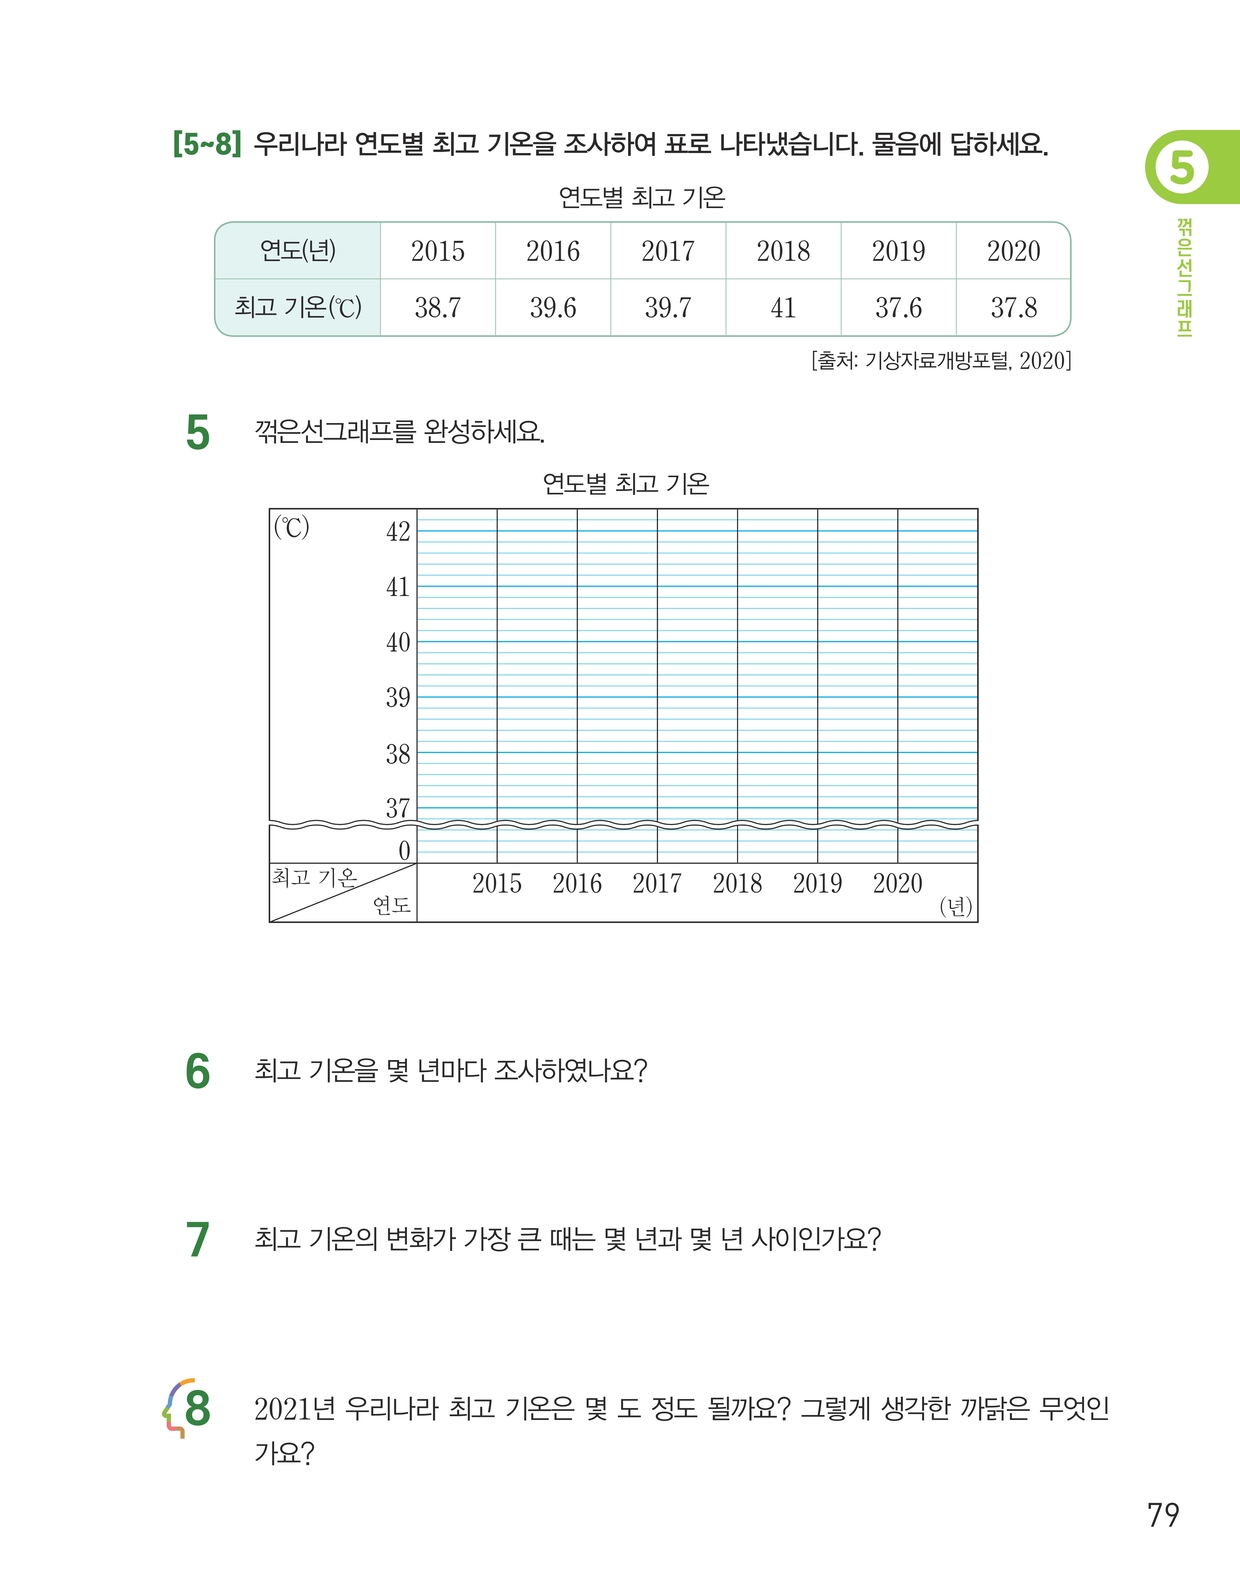 [5~8] 우리나라 연도별 최고 기온을 조사하여 표로 나타냈습니다. 물음에 답하세요.
5
꺾은선그래프
연도별 최고 기온
연도(년) 2015 2016 2017 2018 2019 2020
최고 기온(℃) 38.7 39.6 39.7 41 37.6 37.8
[출처: 기상자료개방포털, 2020]
5 꺾은선그래프를 완성하세요.
연도별 최고 기온
(℃) 42
41
40
39
38
37
0
최고 기온
연도
2015 2016 2017 2018 2019 2020
(년)
6 최고 기온을 몇 년마다 조사하였나요?
7 최고 기온의 변화가 가장 큰 때는 몇 년과 몇 년 사이인가요?
8 2021년 우리나라 최고 기온은 몇 도 정도 될까요? 그렇게 생각한 까닭은 무엇인
가요?
79